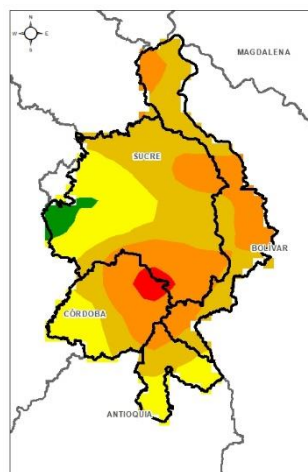 N
W E
S
MAGDALENA
SUCRE
BOLIVAR
CÓRDOBA
ANTIOQUIA